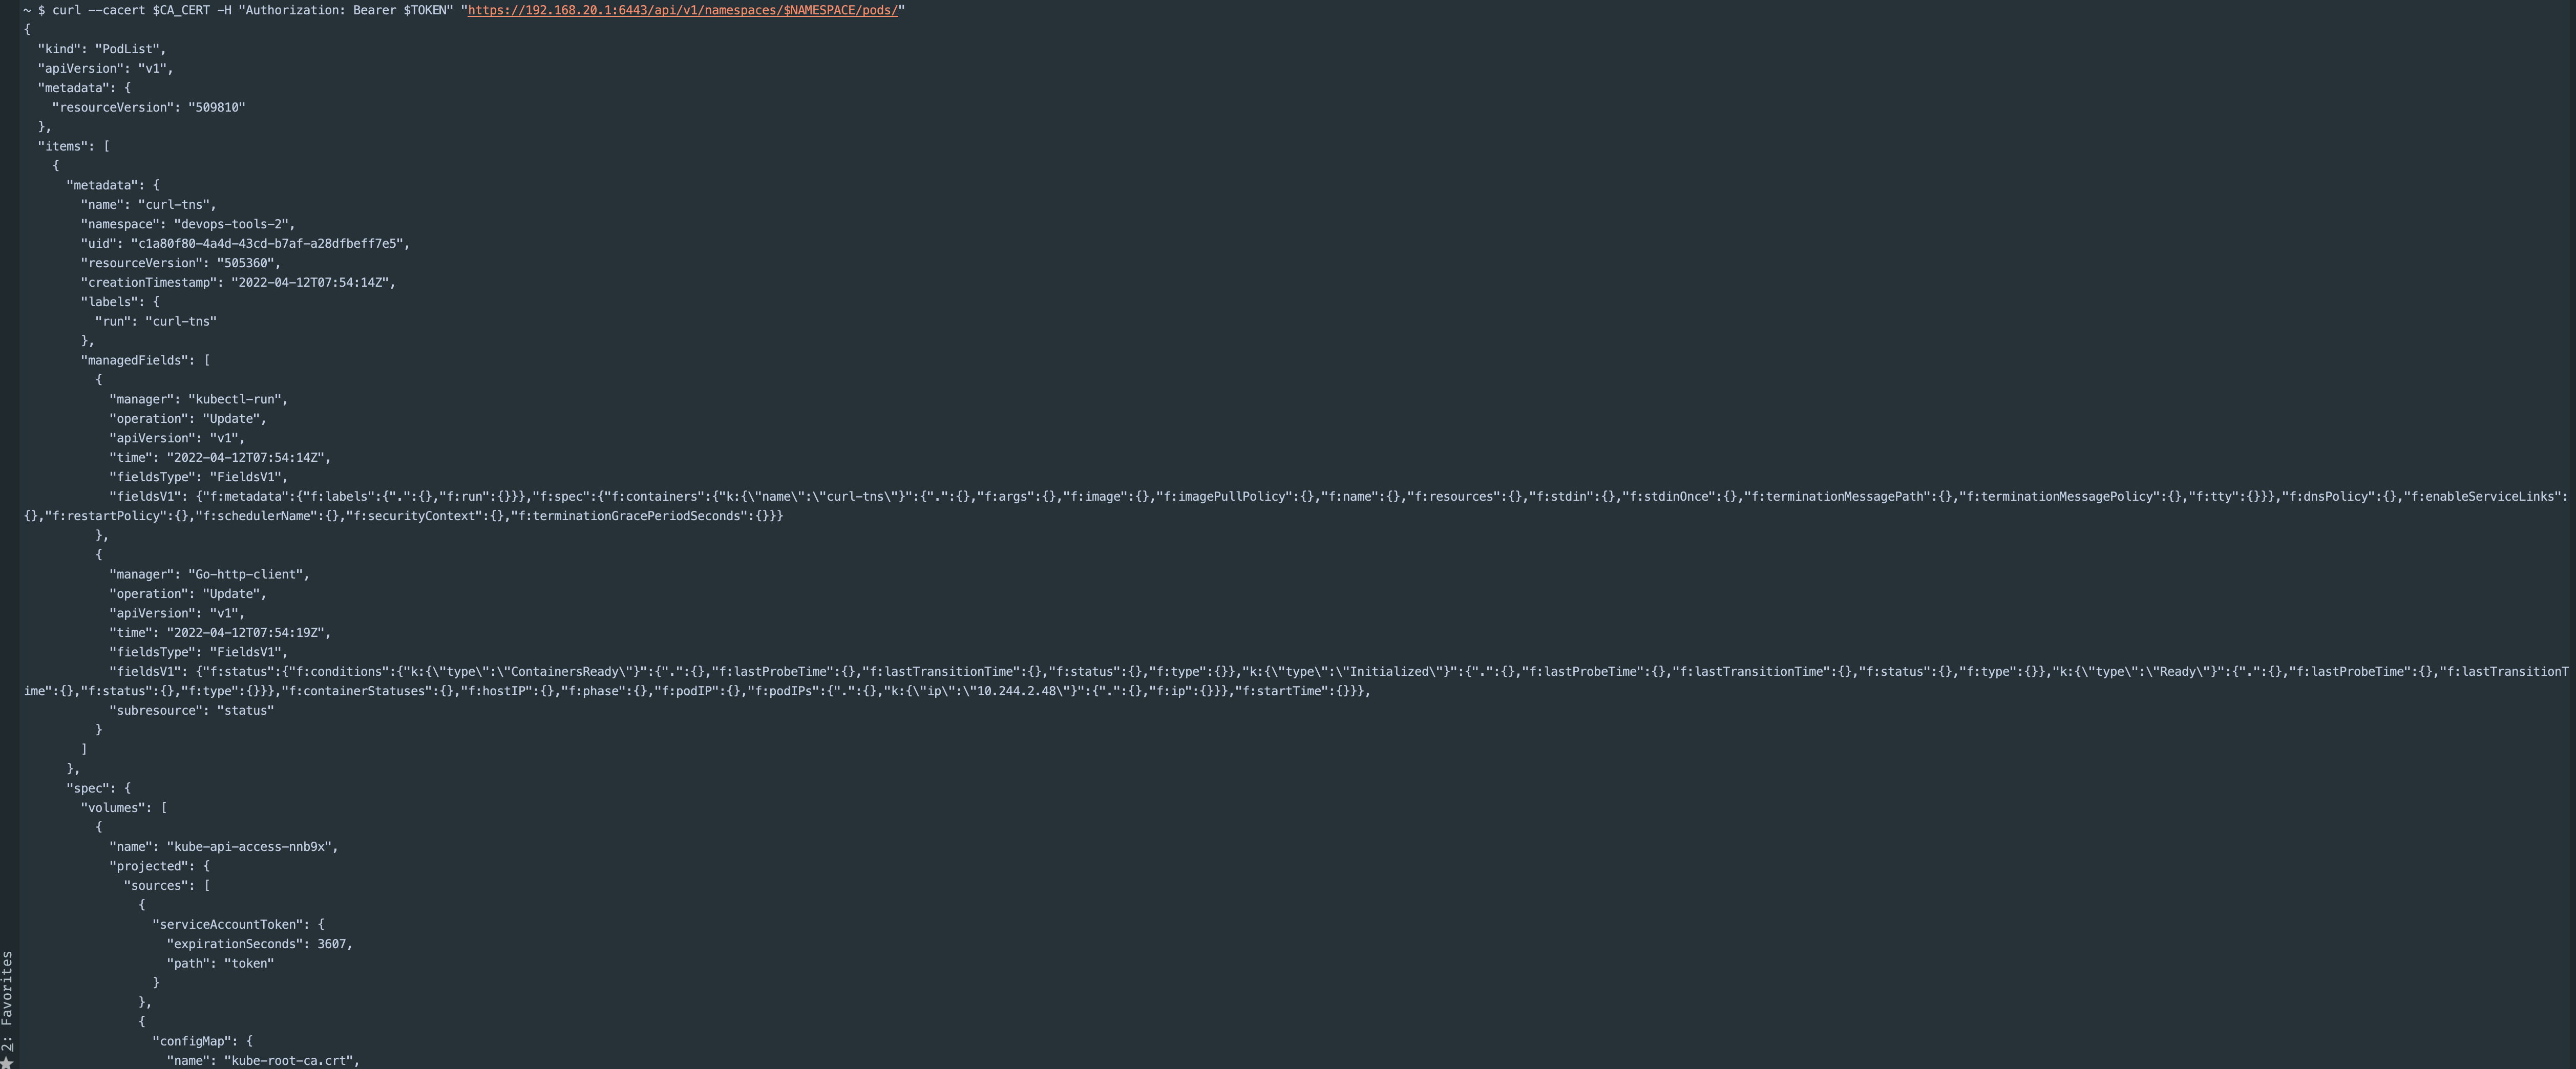 ~ $ curl --cacert $CA_CERT -H "Authorization: Bearer $TOKEN" "https://192.168.20.1:6443/api/v1/namespaces/$NAMESPACE/pods/"
{
  "kind": "PodList",
  "apiVersion": "v1",
  "metadata": {
    "resourceVersion": "509810"
  },
  "items": [
    {
      "metadata": {
        "name": "curl-tns",
        "namespace": "devops-tools-2",
        "uid": "c1a80f80-4a4d-43cd-b7af-a28dfbeff7e5",
        "resourceVersion": "505360",
        "creationTimestamp": "2022-04-12T07:54:14Z",
        "labels": {
          "run": "curl-tns"
        },
        "managedFields": [
          {
            "manager": "kubectl-run",
            "operation": "Update",
            "apiVersion": "v1",
            "time": "2022-04-12T07:54:14Z",
            "fieldsType": "FieldsV1",
            "fieldsV1": {"f:metadata":{"f:labels":{".":{},"f:run":{}}},"f:spec":{"f:containers":{"k:{\"name\":\"curl-tns\"}":{".":{},"f:args":{},"f:image":{},"f:imagePullPolicy":{},"f:name":{},"f:resources":{},"f:stdin":{},"f:stdinOnce":{},"f:terminationMessagePath":{},"f:terminationMessagePolicy":{},"f:tty":{}}},"f:dnsPolicy":{},"f:enableServiceLinks":
{},"f:restartPolicy":{},"f:schedulerName":{},"f:securityContext":{},"f:terminationGracePeriodSeconds":{}}}
          },
          {
            "manager": "Go-http-client",
            "operation": "Update",
            "apiVersion": "v1",
            "time": "2022-04-12T07:54:19Z",
            "fieldsType": "FieldsV1",
            "fieldsV1": {"f:status":{"f:conditions":{"k:{\"type\":\"ContainersReady\"}":{".":{},"f:lastProbeTime":{},"f:lastTransitionTime":{},"f:status":{},"f:type":{}},"k:{\"type\":\"Initialized\"}":{".":{},"f:lastProbeTime":{},"f:lastTransitionTime":{},"f:status":{},"f:type":{}},"k:{\"type\":\"Ready\"}":{".":{},"f:lastProbeTime":{},"f:lastTransitionT
ime":{},"f:status":{},"f:type":{}}},"f:containerStatuses":{},"f:hostIP":{},"f:phase":{},"f:podIP":{},"f:podIPs":{".":{},"k:{\"ip\":\"10.244.2.48\"}":{".":{},"f:ip":{}}},"f:startTime":{}}},
            "subresource": "status"
          }
        ]
      },
      "spec": {
        "volumes": [
          {
            "name": "kube-api-access-nnb9x",
            "projected": {
              "sources": [
                {
                  "serviceAccountToken": {
                    "expirationSeconds": 3607,
                    "path": "token"
                  }
                },
                {
                  "configMap": {
                    "name": "kube-root-ca.crt",
2: Favorites